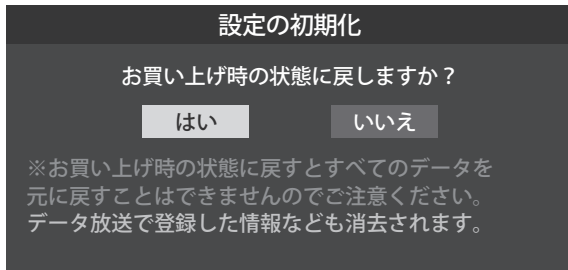 設定の初期化
お買い上げ時の状態に戻しますか？
はい いいえ
※お買い上げ時の状態に戻すとすべてのデータを
元に戻すことはできませんのでご注意ください。
データ放送で登録した情報なども消去されます。